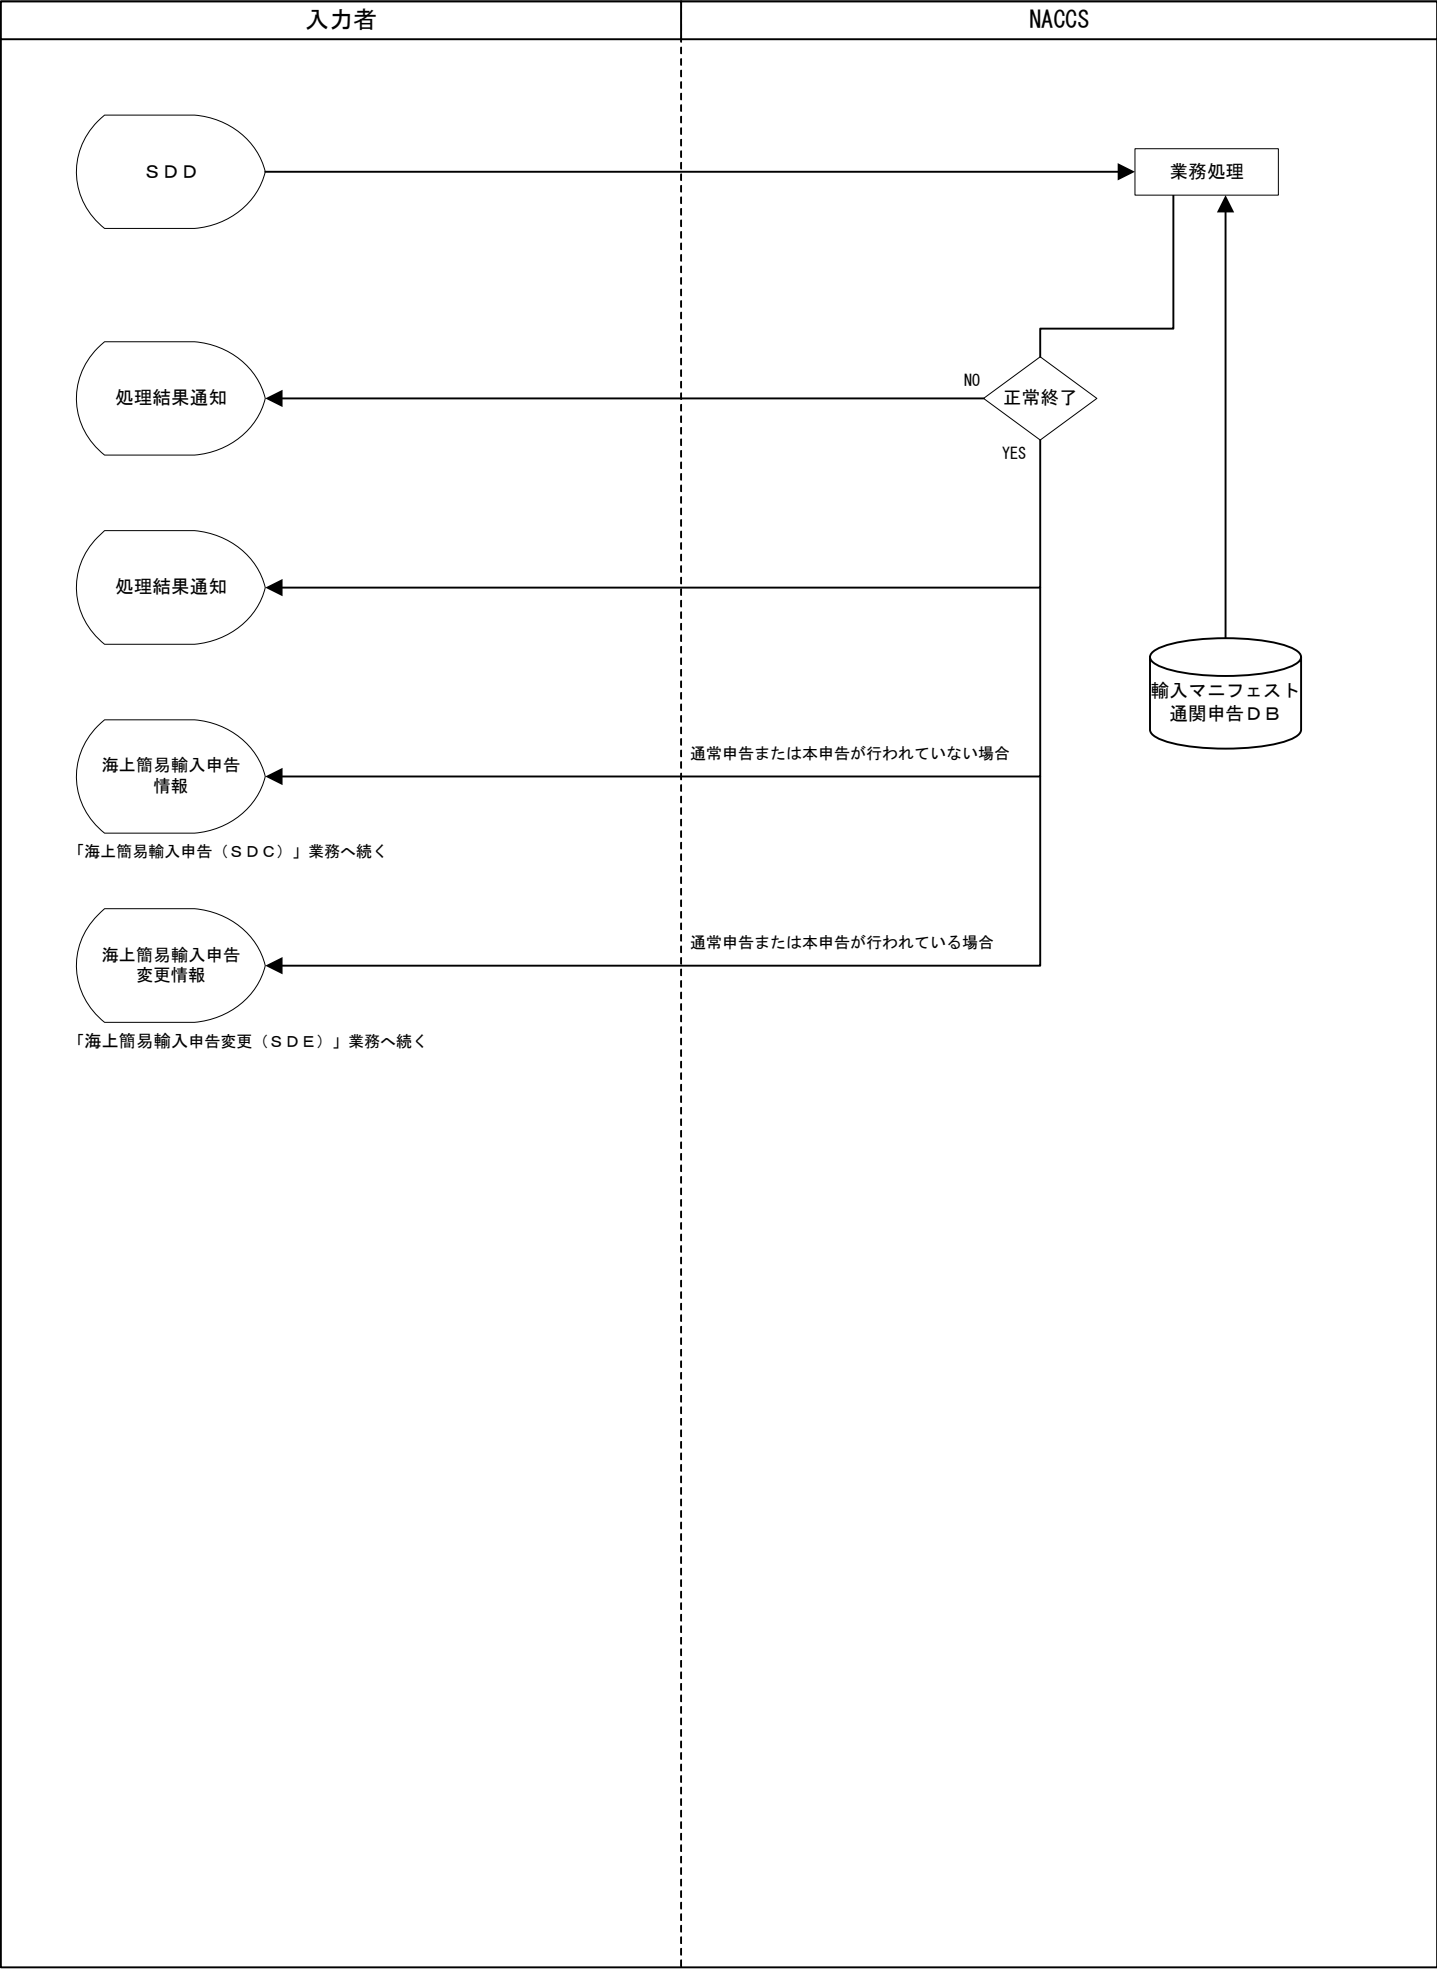 入力者
NACCS
ＳＤＤ
業務処理
処理結果通知
NO
正常終了
YES
処理結果通知
輸入マニフェスト
通関申告ＤＢ
海上簡易輸入申告
情報
通常申告または本申告が行われていない場合
「海上簡易輸入申告（ＳＤＣ）」業務へ続く
海上簡易輸入申告
変更情報
通常申告または本申告が行われている場合
「海上簡易輸入申告変更（ＳＤＥ）」業務へ続く